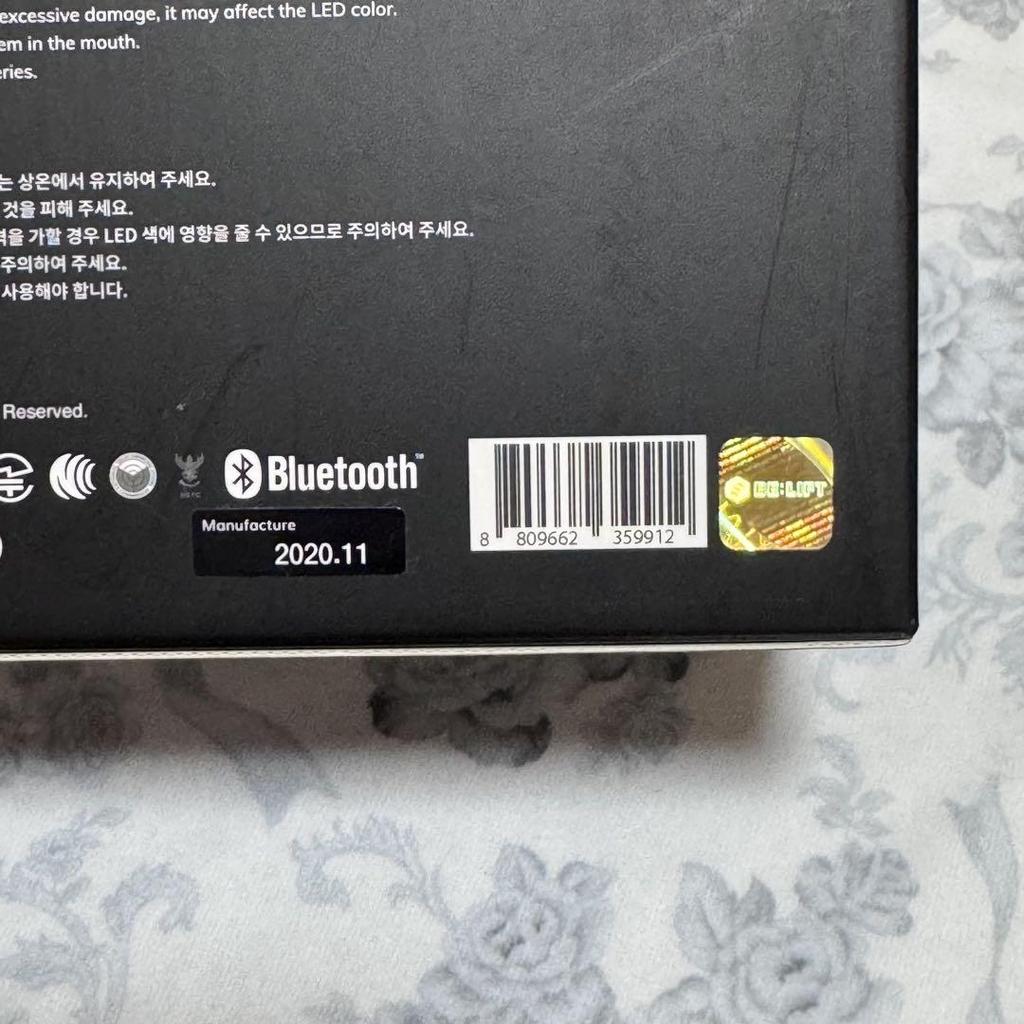 excessive damage, it may affect the LED color.
em in the mouth.
eries.
는 상온에서 유지하여 주세요.
것을 피해 주세요.
격을 가할 경우 LED 색에 영향을 줄 수 있으므로 주의하여 주세요.
주의하여 주세요.
사용해야 합니다.
Reserved.
Bluetooth™
Manufacture
2020.11
8 809662 359912
BE:LIFT